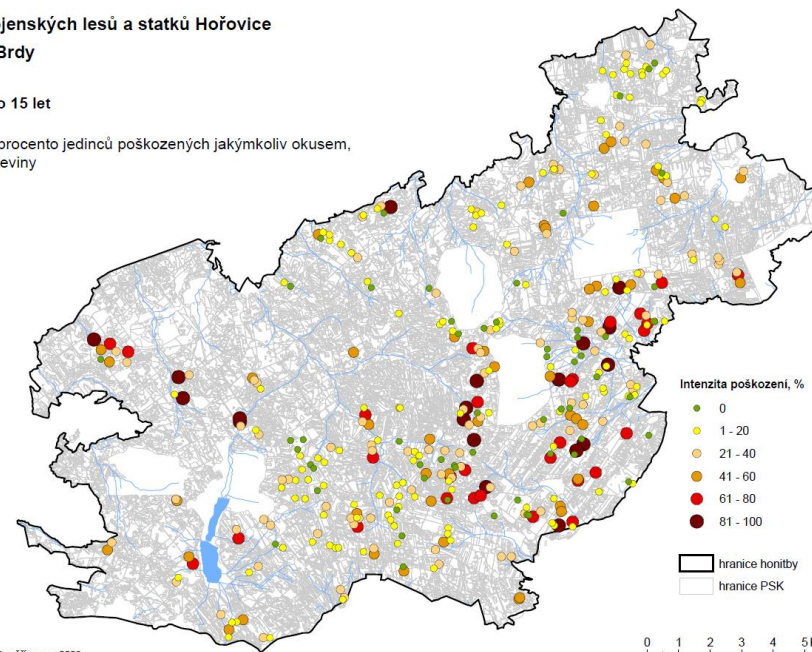 jenských lesů a statků Hořovice
Brdy
o 15 let
procento jedinců poškozených jakýmkoliv okusem,
eviny
Intenzita poškození, %
0
1 - 20
21 - 40
41 - 60
61 - 80
81 - 100
hranice honitby
hranice PSK
0 1 2 3 4 5